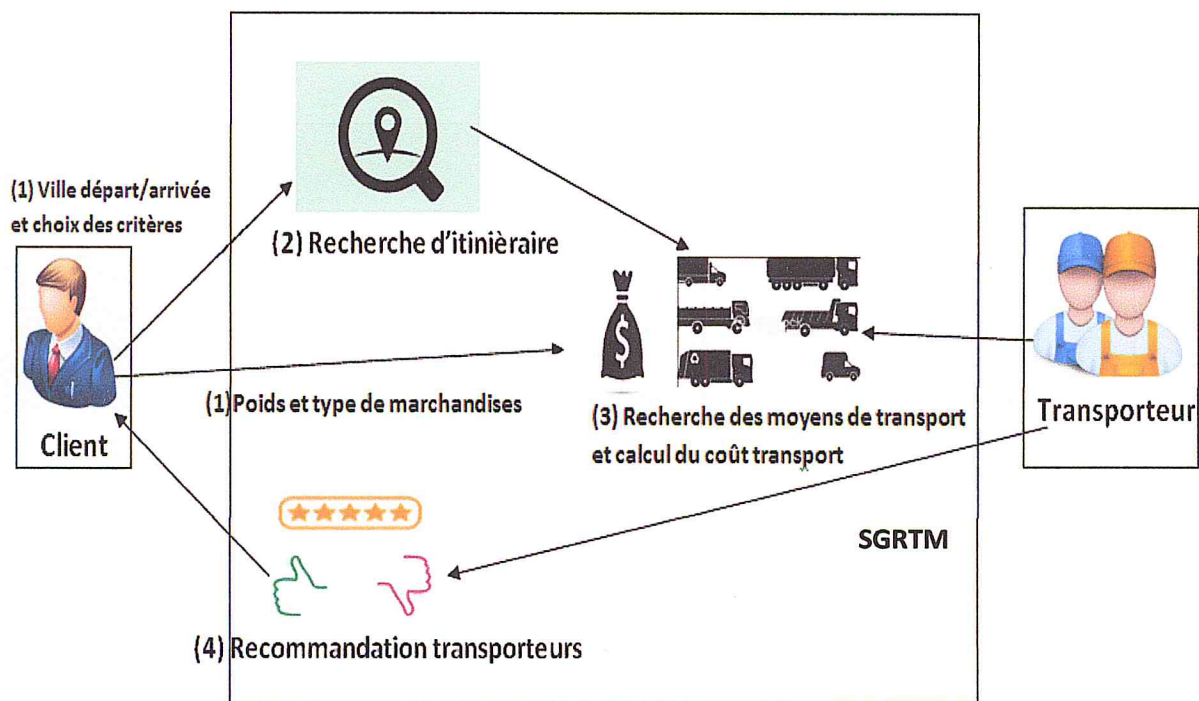 (1) Ville départ/arrivée
et choix des critères
Client
(2) Recherche d'itinièraire
(1) Poids et type de marchandises
$
(3) Recherche des moyens de transport
et calcul du coût transport
Transporteur
SGRTM
(4) Recommandation transporteurs